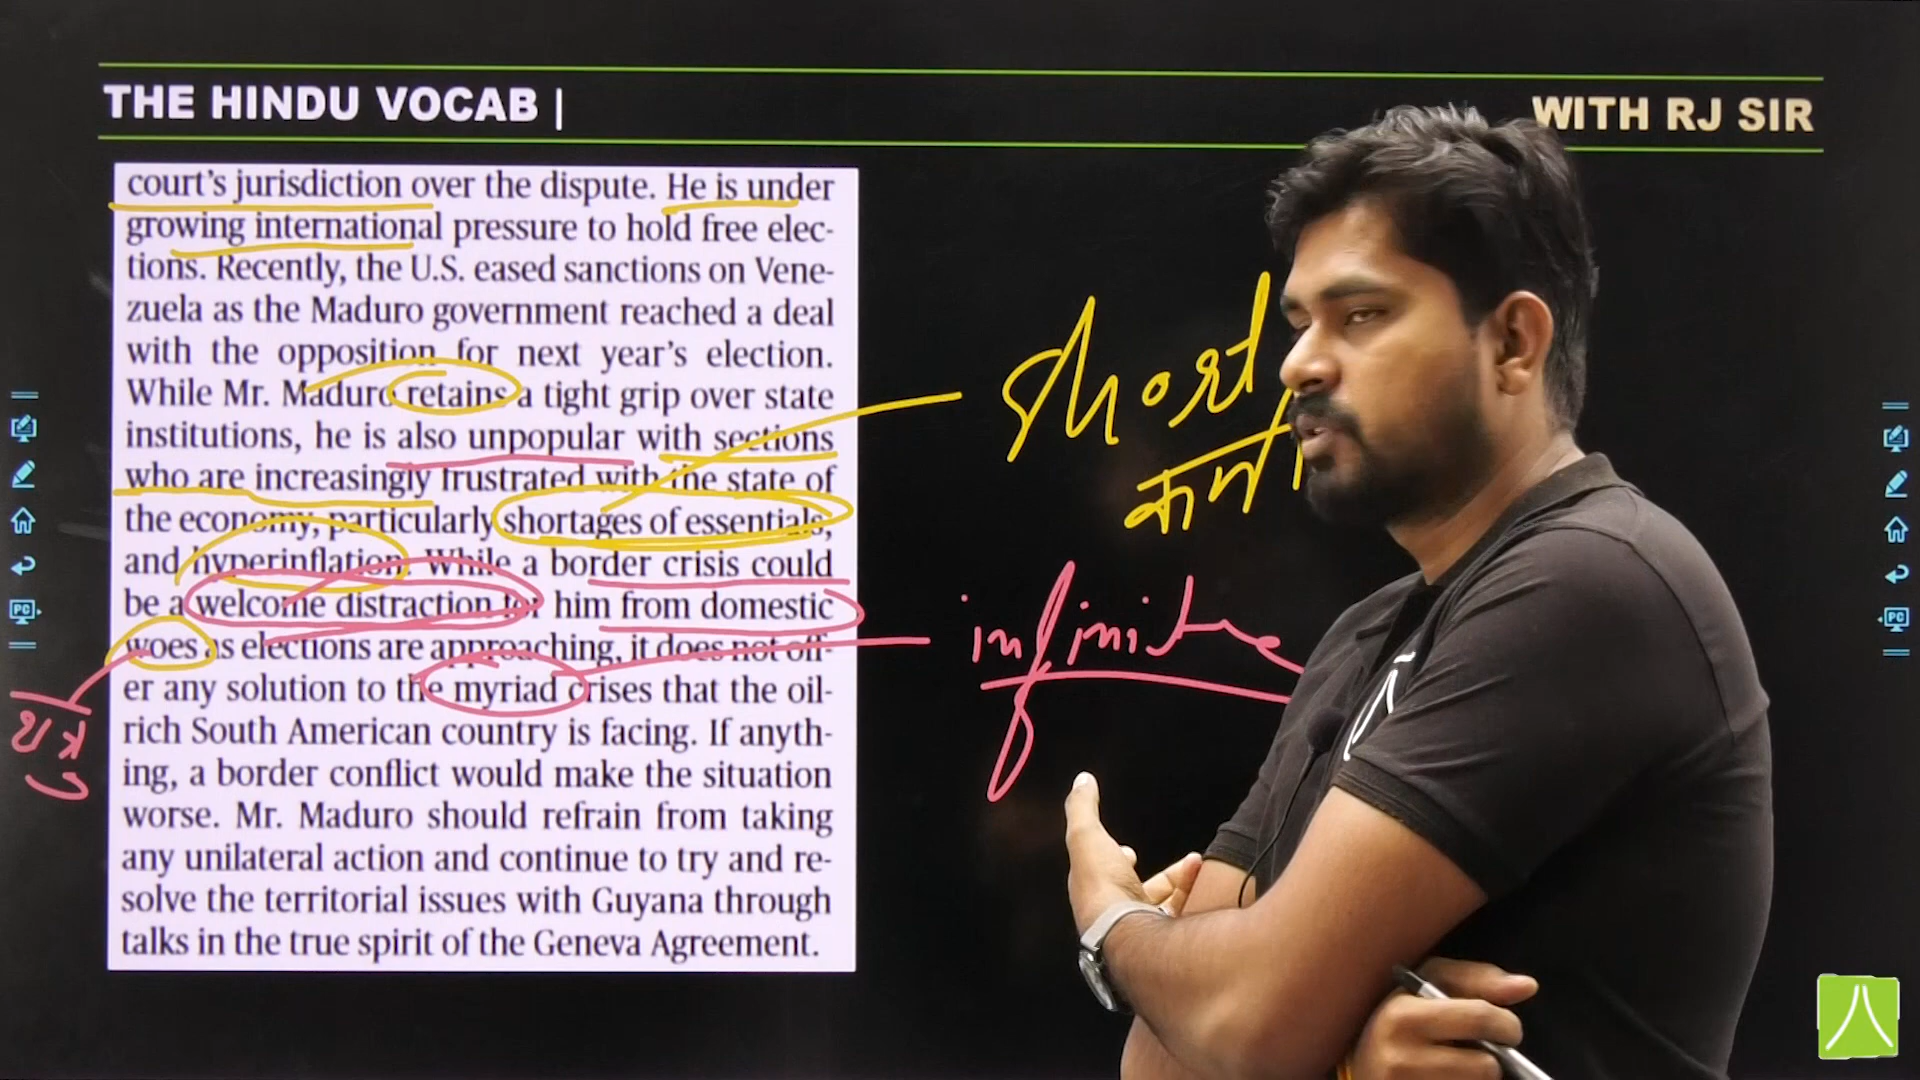 THE HINDU VOCAB |
WITH RJ SIR
court's jurisdiction over the dispute. He is under
growing international pressure to hold free elec-
tions. Recently, the U.S. eased sanctions on Vene-
zuela as the Maduro government reached a deal
with the opposition for next year's election.
While Mr. Maduro retains a tight grip over state
institutions, he is also unpopular with sections
who are increasingly frustrated with the state of
the economy, particularly shortages of essentials,
and hyperinflation. While a border crisis could
be a welcome distraction for him from domestic
woes as elections are approaching, it does not off-
er any solution to the myriad crises that the oil-
rich South American country is facing. If anyth-
ing, a border conflict would make the situation
worse. Mr. Maduro should refrain from taking
any unilateral action and continue to try and re-
solve the territorial issues with Guyana through
talks in the true spirit of the Geneva Agreement.
short
infinite
PC
PC